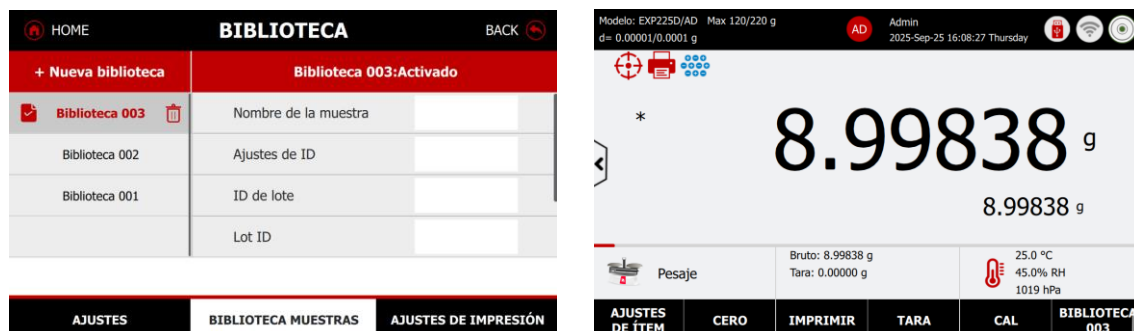 HOME
BIBLIOTECA
BACK
+ Nueva biblioteca
Biblioteca 003:Activado
Biblioteca 003
Nombre de la muestra
Biblioteca 002
Ajustes de ID
Biblioteca 001
ID de lote
Lot ID
AJUSTES
BIBLIOTECA MUESTRAS
AJUSTES DE IMPRESIÓN
Modelo: EXP225D/AD Max 120/220 g
d= 0.00001/0.0001 g
AD
Admin
2025-Sep-25 16:08:27 Thursday
*
8.99838 g
8.99838 g
Pesaje
Bruto: 8.99838 g
Tara: 0.00000 g
25.0 °C
45.0% RH
1019 hPa
AJUSTES
DE ÍTEM
CERO
IMPRIMIR
TARA
CAL
BIBLIOTECA
003